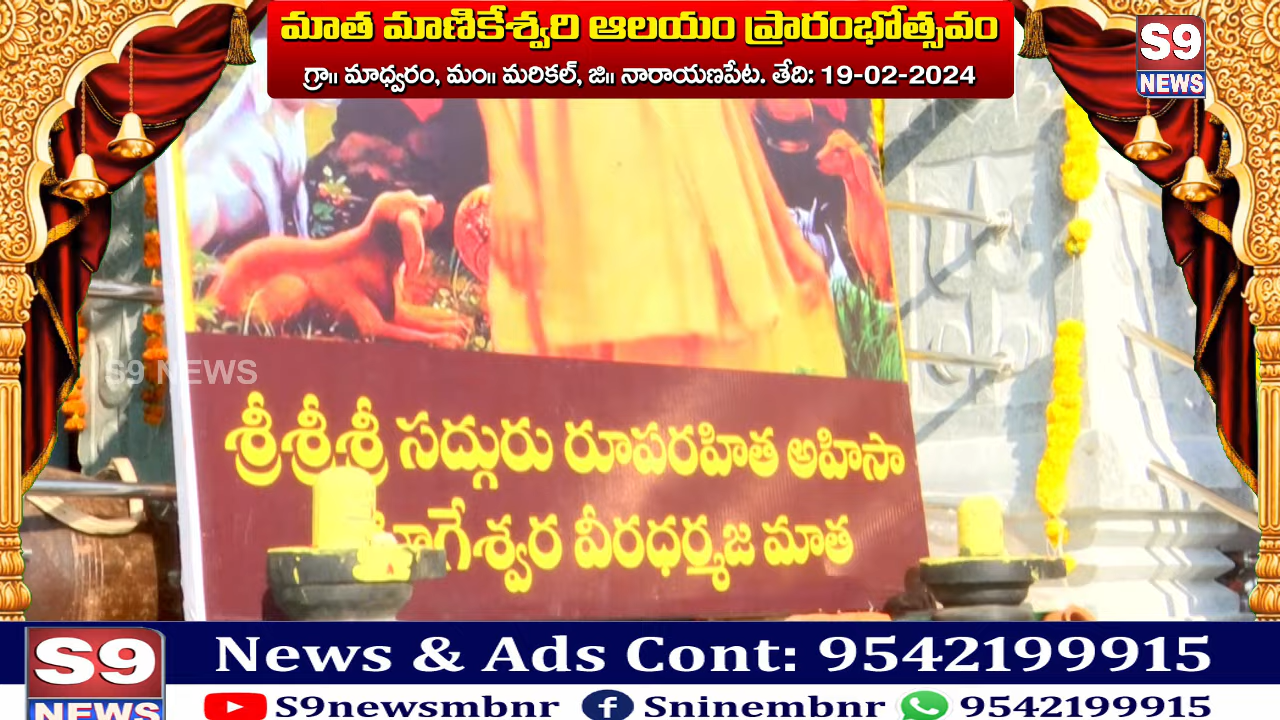 మాత మాణికేశ్వరి ఆలయం ప్రారంభోత్సవం
గ్రా॥ మాధ్వరం, మం॥ మరికల్, జి॥ నారాయణపేట. తేది: 19-02-2024
S9
NEWS
S9 NEWS
శ్రీశ్రీశ్రీ సద్గురు రూపరహిత అహిసా
వీరధర్మజ మాత
S9
NEWS
News & Ads Cont: 9542199915
S9newsmbnr Sninembnr 9542199915